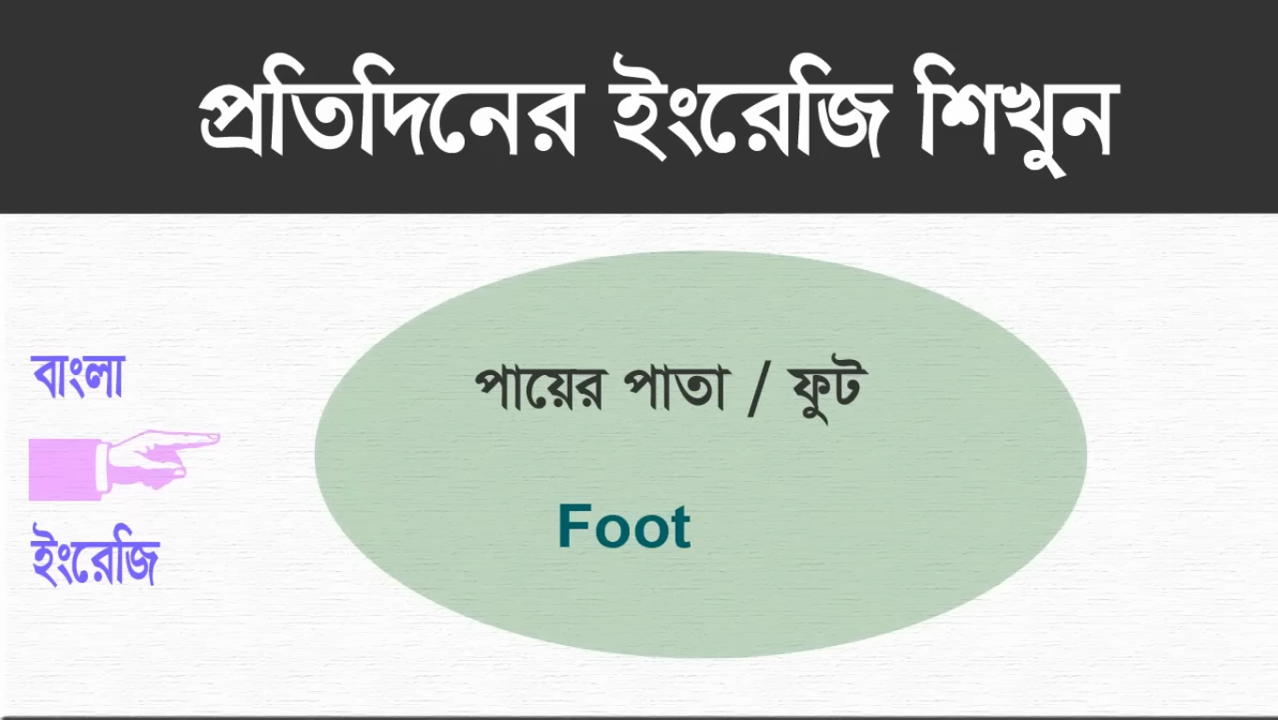 প্রতিদিনের ইংরেজি শিখুন
বাংলা
ইংরেজি
পায়ের পাতা / ফুট
Foot